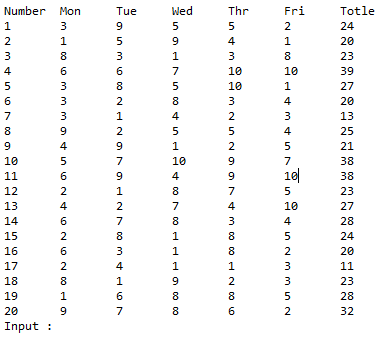 Number Mon Tue Wed Thr Fri Totle
1 3 9 5 5 2 24
2 1 5 9 4 1 20
3 8 3 1 3 8 23
4 6 6 7 10 10 39
5 3 8 5 10 1 27
6 3 2 8 3 4 20
7 3 1 4 2 3 13
8 9 2 5 5 4 25
9 4 9 1 2 5 21
10 5 7 10 9 7 38
11 6 9 4 9 10 38
12 2 1 8 7 5 23
13 4 2 7 4 10 27
14 6 7 8 3 4 28
15 2 8 1 8 5 24
16 6 3 1 8 2 20
17 2 4 1 1 3 11
18 8 1 9 2 3 23
19 1 6 8 8 5 28
20 9 7 8 6 2 32
Input :